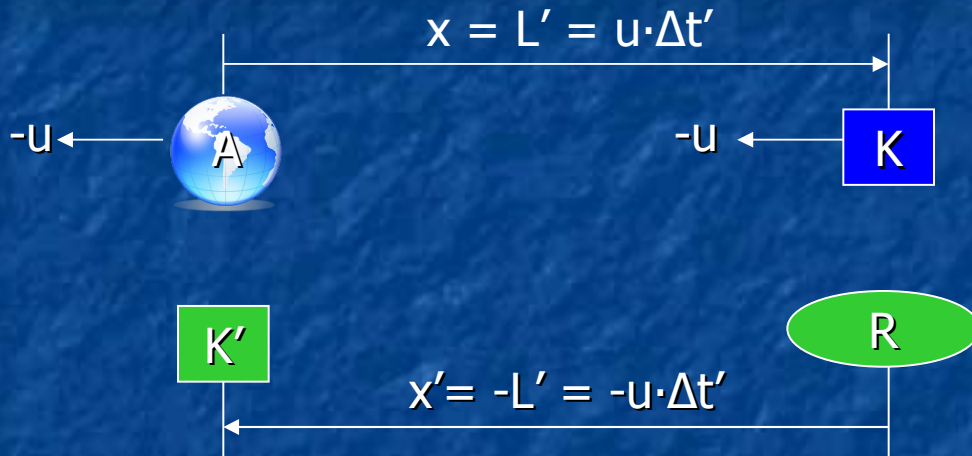 x = L′ = u·Δt′
-u A -u K
K′ R
x′= -L′ = -u·Δt′